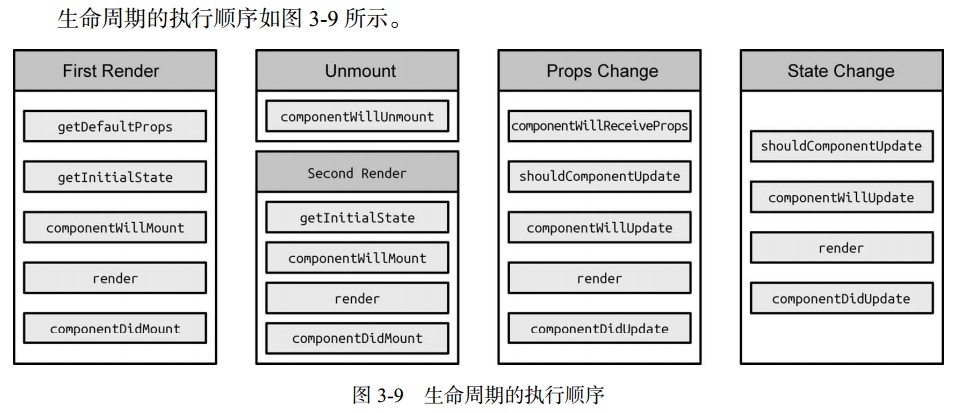 生命周期的执行顺序如图 3-9 所示。
First Render
getDefaultProps
getInitialState
componentWillMount
render
componentDidMount
Unmount
componentWillUnmount
Second Render
getInitialState
componentWillMount
render
componentDidMount
Props Change
componentWillReceiveProps
shouldComponentUpdate
componentWillUpdate
render
componentDidUpdate
State Change
shouldComponentUpdate
componentWillUpdate
render
componentDidUpdate
图 3-9 生命周期的执行顺序